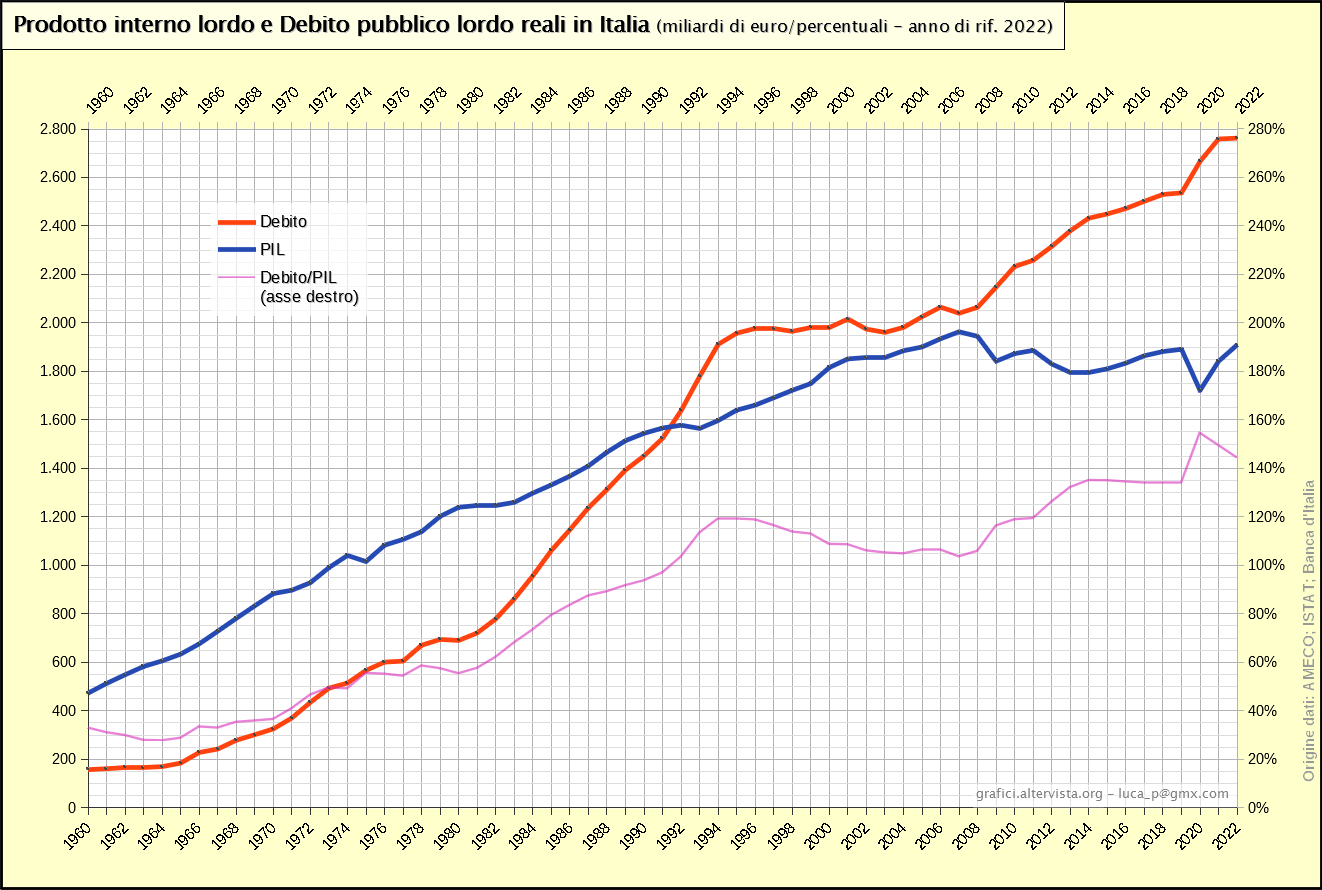 Prodotto interno lordo e Debito pubblico lordo reali in Italia (miliardi di euro/percentuali – anno di rif. 2022)
1960 1962 1964 1966 1968 1970 1972 1974 1976 1978 1980 1982 1984 1986 1988 1990 1992 1994 1996 1998 2000 2002 2004 2006 2008 2010 2012 2014 2016 2018 2020 2022
2.800 280%
2.600 260%
2.400 240%
Debito
PIL
2.200 220%
Debito/PIL
(asse destro)
2.000 200%
1.800 180%
1.600 160%
1.400 140%
1.200 120%
1.000 100%
800 80%
600 60%
400 40%
200 20%
grafici.altervista.org – luca_p@gmx.com
0 0%
1960 1962 1964 1966 1968 1970 1972 1974 1976 1978 1980 1982 1984 1986 1988 1990 1992 1994 1996 1998 2000 2002 2004 2006 2008 2010 2012 2014 2016 2018 2020 2022
Origine dati: AMECO; ISTAT; Banca d'Italia